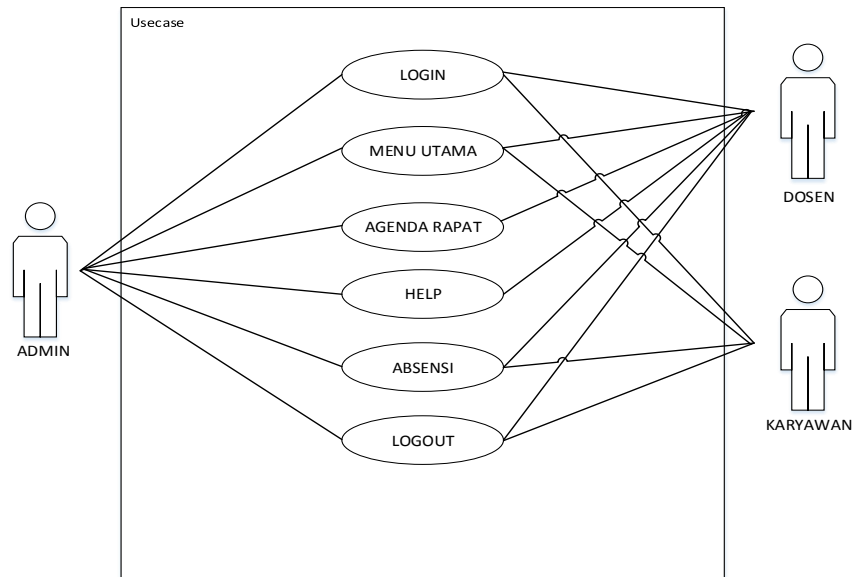 Usecase
LOGIN
MENU UTAMA
AGENDA RAPAT
HELP
ABSENSI
LOGOUT
ADMIN
DOSEN
KARYAWAN